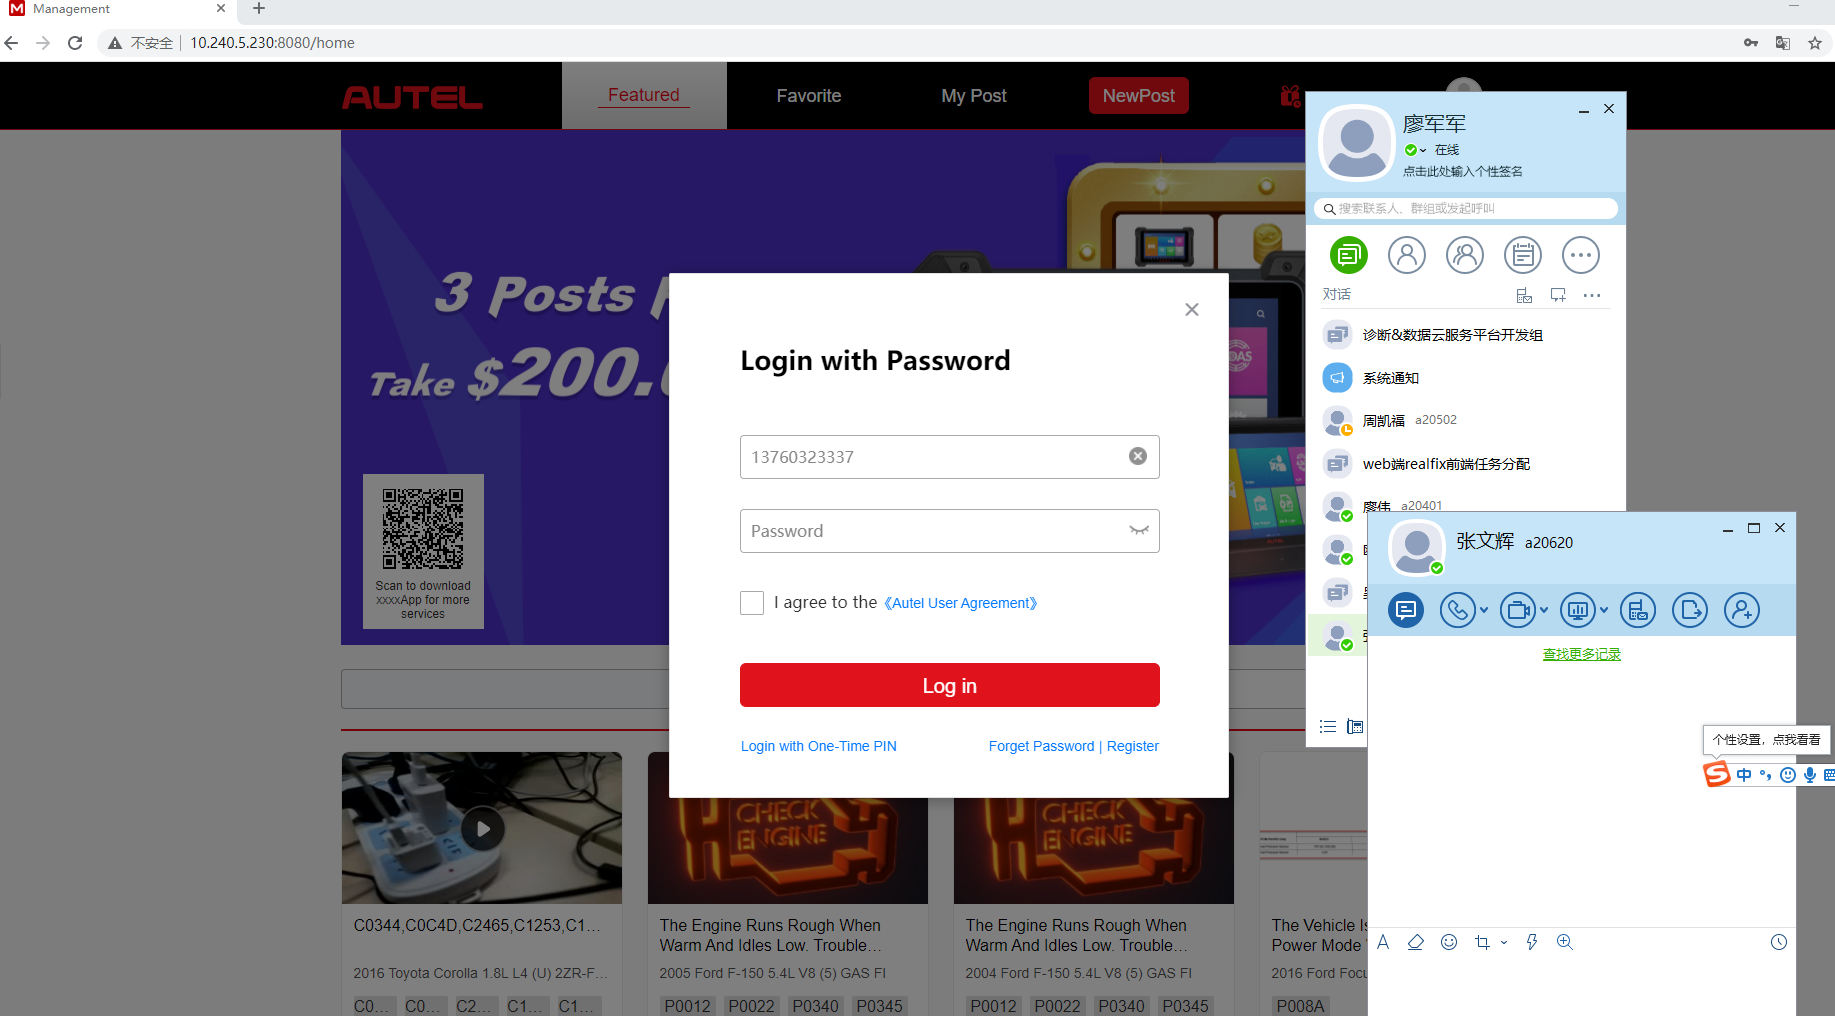 Management
不安全
10.240.5.230:8080/home
AUTEL
Featured
Favorite
My Post
NewPost
3 Posts
Take $200.
Scan to download
xxxxApp for more
services
Login with Password
13760323337
Password
I agree to the 《Autel User Agreement》
Log in
Login with One-Time PIN
Forget Password | Register
CHECK
ENGINE
CHECK
ENGINE
C0344,C0C4D,C2465,C1253,C1...
2016 Toyota Corolla 1.8L L4 (U) 2ZR-F...
C0... C0... C2... C1... C1...
The Engine Runs Rough When
Warm And Idles Low. Trouble...
2005 Ford F-150 5.4L V8 (5) GAS FI
P0012 P0022 P0340 P0345
The Engine Runs Rough When
Warm And Idles Low. Trouble...
2004 Ford F-150 5.4L V8 (5) GAS FI
P0012 P0022 P0340 P0345
The Vehicle Is
Power Mode
2016 Ford Focu
P008A
廖军军
在线
点击此处输入个性签名
搜索联系人、群组或发起呼叫
对话
诊断&数据云服务平台开发组
系统通知
周凯福 a20502
web端realfix前端任务分配
廖伟 a20401
张文辉 a20620
查找更多记录
个性设置，点我看看
中